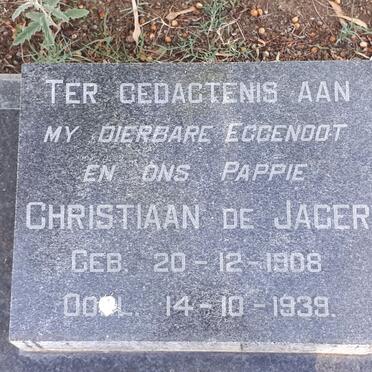 TER GEDACTENIS AAN
MY DIERBARE EGGENOOT
EN ONS PAPPIE
CHRISTIAAN DE JAGER
GEB. 20-12-1908
OORL. 14-10-1939.